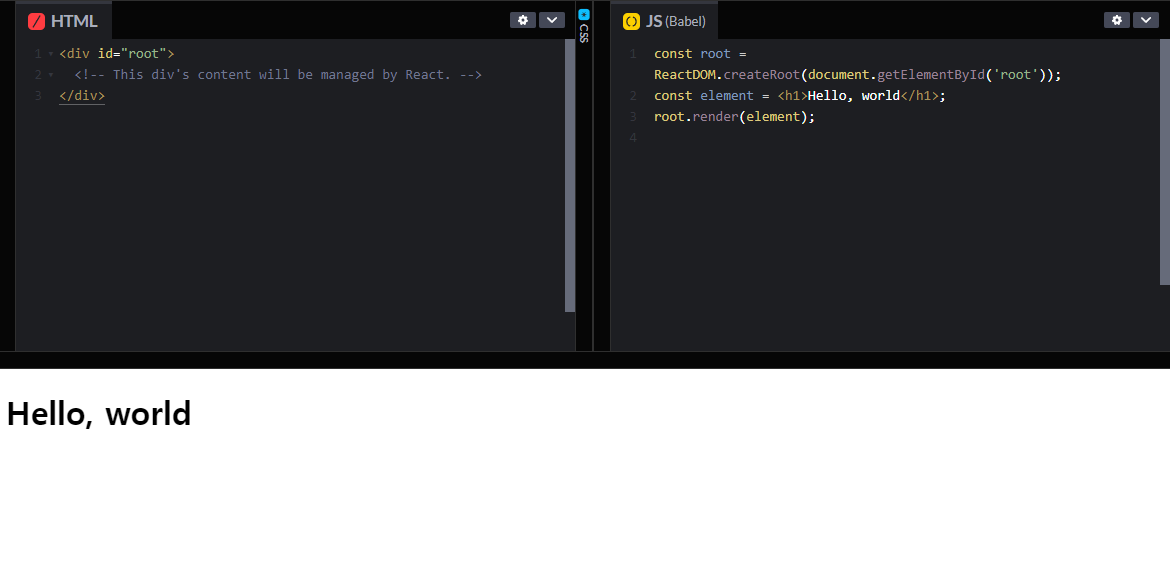 HTML
1 <div id="root">
2 <!-- This div's content will be managed by React. -->
3 </div>
CSS
JS (Babel)
1 const root =
ReactDOM.createRoot(document.getElementById('root'));
2 const element = <h1>Hello, world</h1>;
3 root.render(element);
4
Hello, world